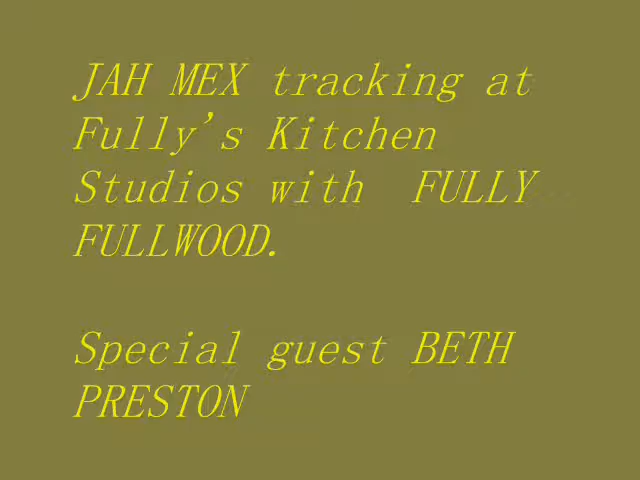 JAH MEX tracking at
Fully's Kitchen
Studios with  FULLY
FULLWOOD.
Special guest BETH
PRESTON